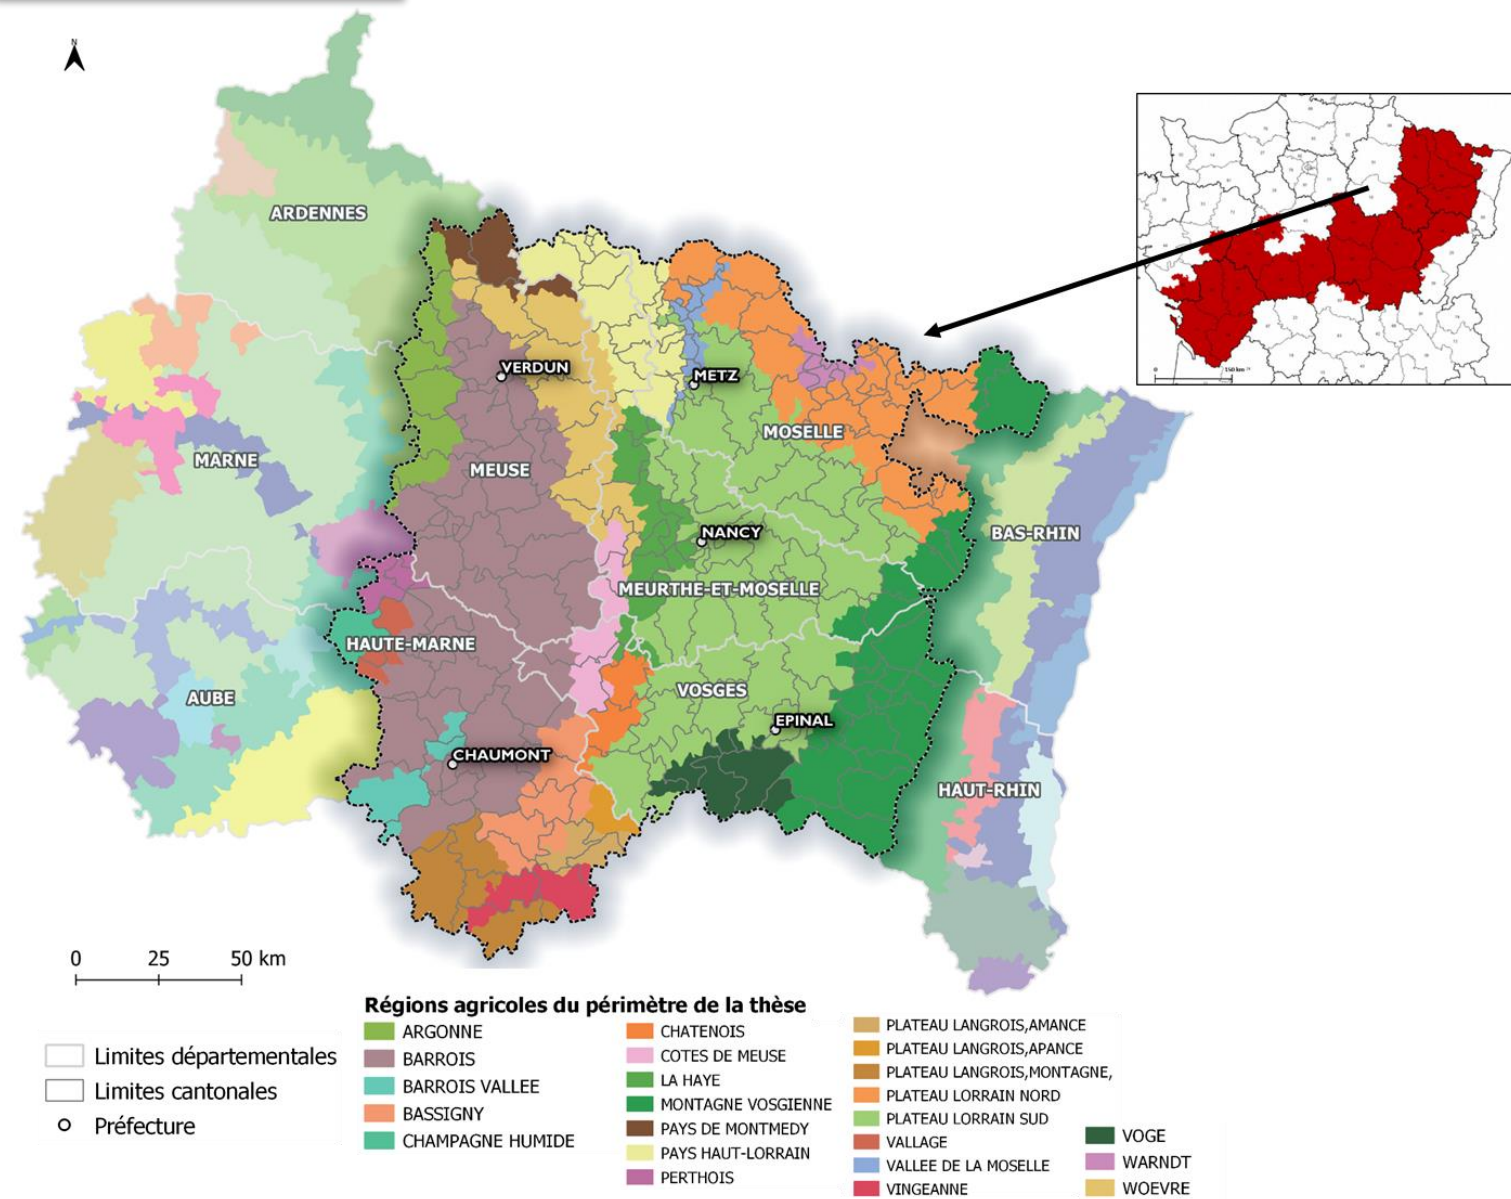 N
ARDENNES
VERDUN
METZ
MOSELLE
MARNE
MEUSE
NANCY
BAS-RHIN
MEURTHE-ET-MOSELLE
HAUTE-MARNE
AUBE
VOSGES
EPINAL
CHAUMONT
HAUT-RHIN
0
150 km
0 25 50 km
Régions agricoles du périmètre de la thèse
Limites départementales
Limites cantonales
Préfecture
ARGONNE
BARROIS
BARROIS VALLEE
BASSIGNY
CHAMPAGNE HUMIDE
CHATENOIS
COTES DE MEUSE
LA HAYE
MONTAGNE VOSGIENNE
PAYS DE MONTMEDY
PAYS HAUT-LORRAIN
PERTHOIS
PLATEAU LANGROIS,AMANCE
PLATEAU LANGROIS,APANCE
PLATEAU LANGROIS,MONTAGNE,
PLATEAU LORRAIN NORD
PLATEAU LORRAIN SUD
VALLAGE
VALLEE DE LA MOSELLE
VINGEANNE
VOGE
WARNDT
WOEVRE